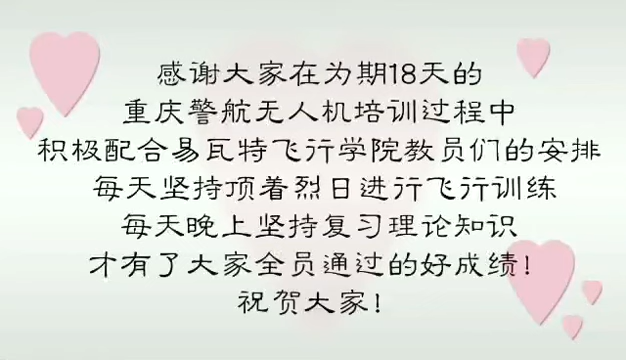 感谢大家在为期18天的
重庆警航无人机培训过程中
积极配合易瓦特飞行学院教员们的安排
每天坚持顶着烈日进行飞行训练
每天晚上坚持复习理论知识
才有了大家全员通过的好成绩！
祝贺大家！